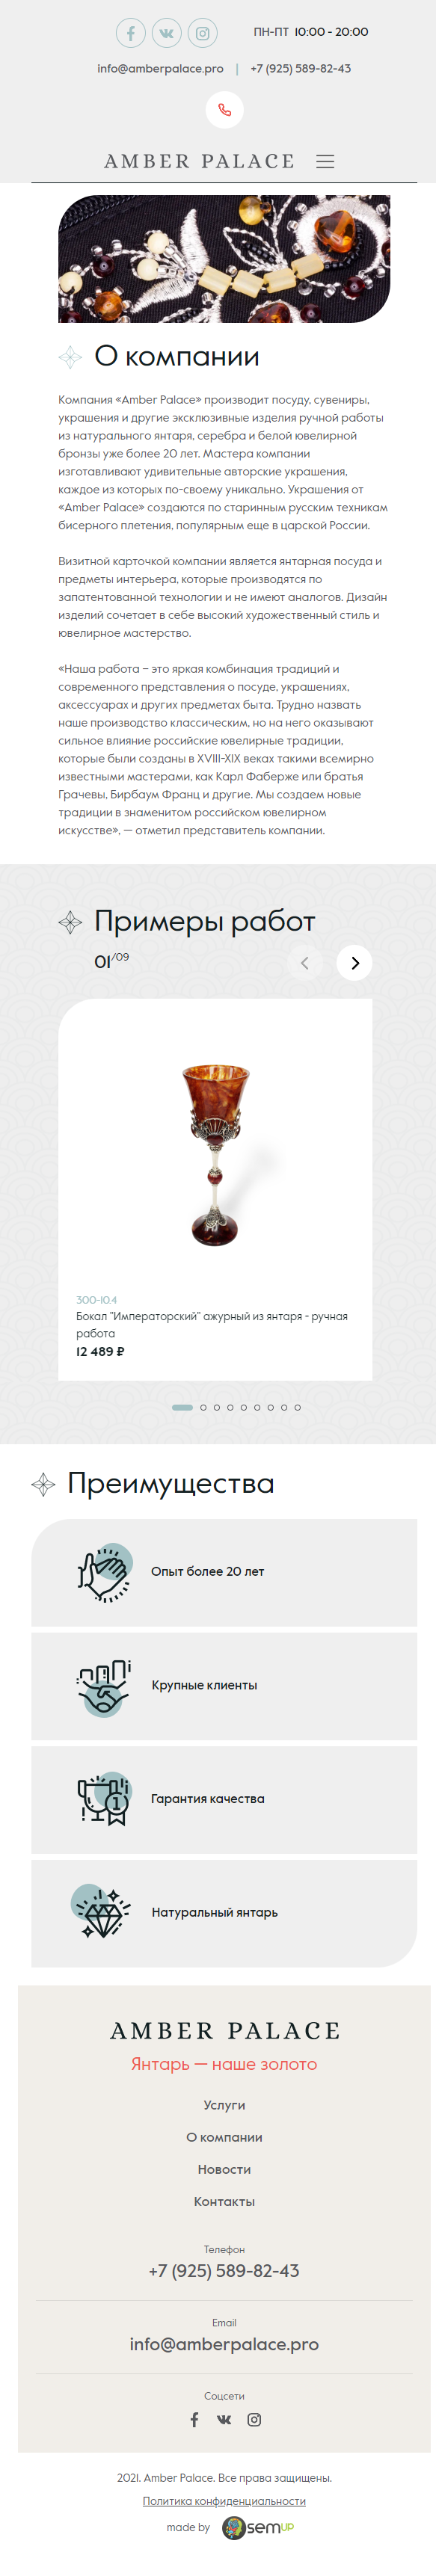 ПН-ПТ 10:00 - 20:00
info@amberpalace.pro | +7 (925) 589-82-43
AMBER PALACE
О компании
Компания «Amber Palace» производит посуду, сувениры,
украшения и другие эксклюзивные изделия ручной работы
из натурального янтаря, серебра и белой ювелирной
бронзы уже более 20 лет. Мастера компании
изготавливают удивительные авторские украшения,
каждое из которых по-своему уникально. Украшения от
«Amber Palace» создаются по старинным русским техникам
бисерного плетения, популярным еще в царской России.
Визитной карточкой компании является янтарная посуда и
предметы интерьера, которые производятся по
запатентованной технологии и не имеют аналогов. Дизайн
изделий сочетает в себе высокий художественный стиль и
ювелирное мастерство.
«Наша работа – это яркая комбинация традиций и
современного представления о посуде, украшениях,
аксессуарах и других предметах быта. Трудно назвать
наше производство классическим, но на него оказывают
сильное влияние российские ювелирные традиции,
которые были созданы в XVIII-XIX веках такими всемирно
известными мастерами, как Карл Фаберже или братья
Грачевы, Бирбаум Франц и другие. Мы создаем новые
традиции в знаменитом российском ювелирном
искусстве», — отметил представитель компании.
Примеры работ
01/09
300-10.4
Бокал "Императорский" ажурный из янтаря - ручная
работа
12 489 ₽
Преимущества
Опыт более 20 лет
Крупные клиенты
1
Гарантия качества
Натуральный янтарь
AMBER PALACE
Янтарь — наше золото
Услуги
О компании
Новости
Контакты
Телефон
+7 (925) 589-82-43
Email
info@amberpalace.pro
Соцсети
2021. Amber Palace. Все права защищены.
Политика конфиденциальности
made by semUP